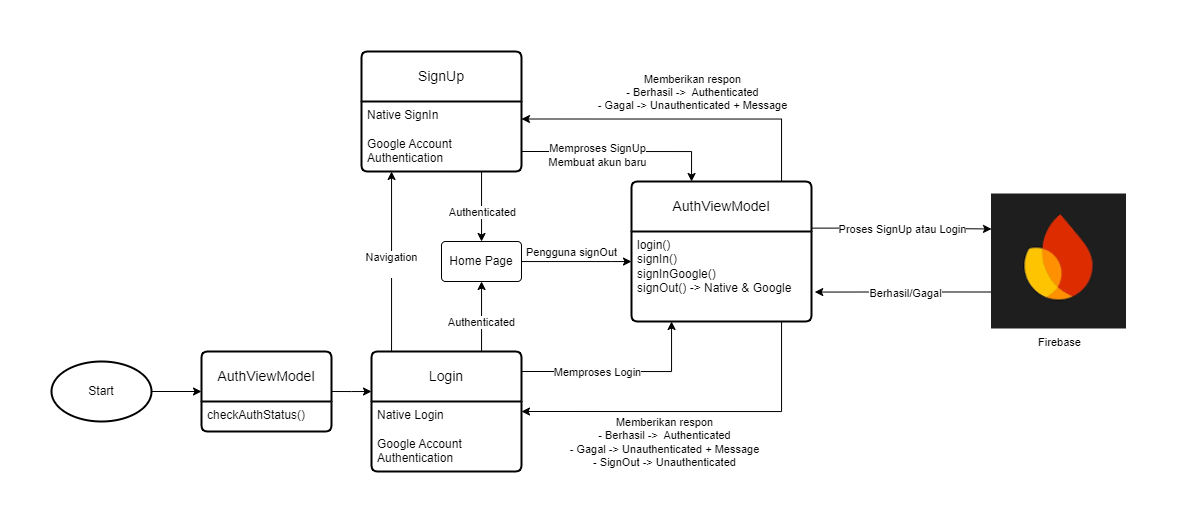 SignUp
Native SignIn
Google Account
Authentication
Memberikan respon
- Berhasil -> Authenticated
- Gagal -> Unauthenticated + Message
Memproses SignUp
Membuat akun baru
Authenticated
Navigation
Home Page
Pengguna signOut
Authenticated
AuthViewModel
login()
signIn()
signInGoogle()
signOut() -> Native & Google
Proses SignUp atau Login
Berhasil/Gagal
Firebase
Start
AuthViewModel
checkAuthStatus()
Login
Native Login
Google Account
Authentication
Memproses Login
Memberikan respon
- Berhasil -> Authenticated
- Gagal -> Unauthenticated + Message
- SignOut -> Unauthenticated